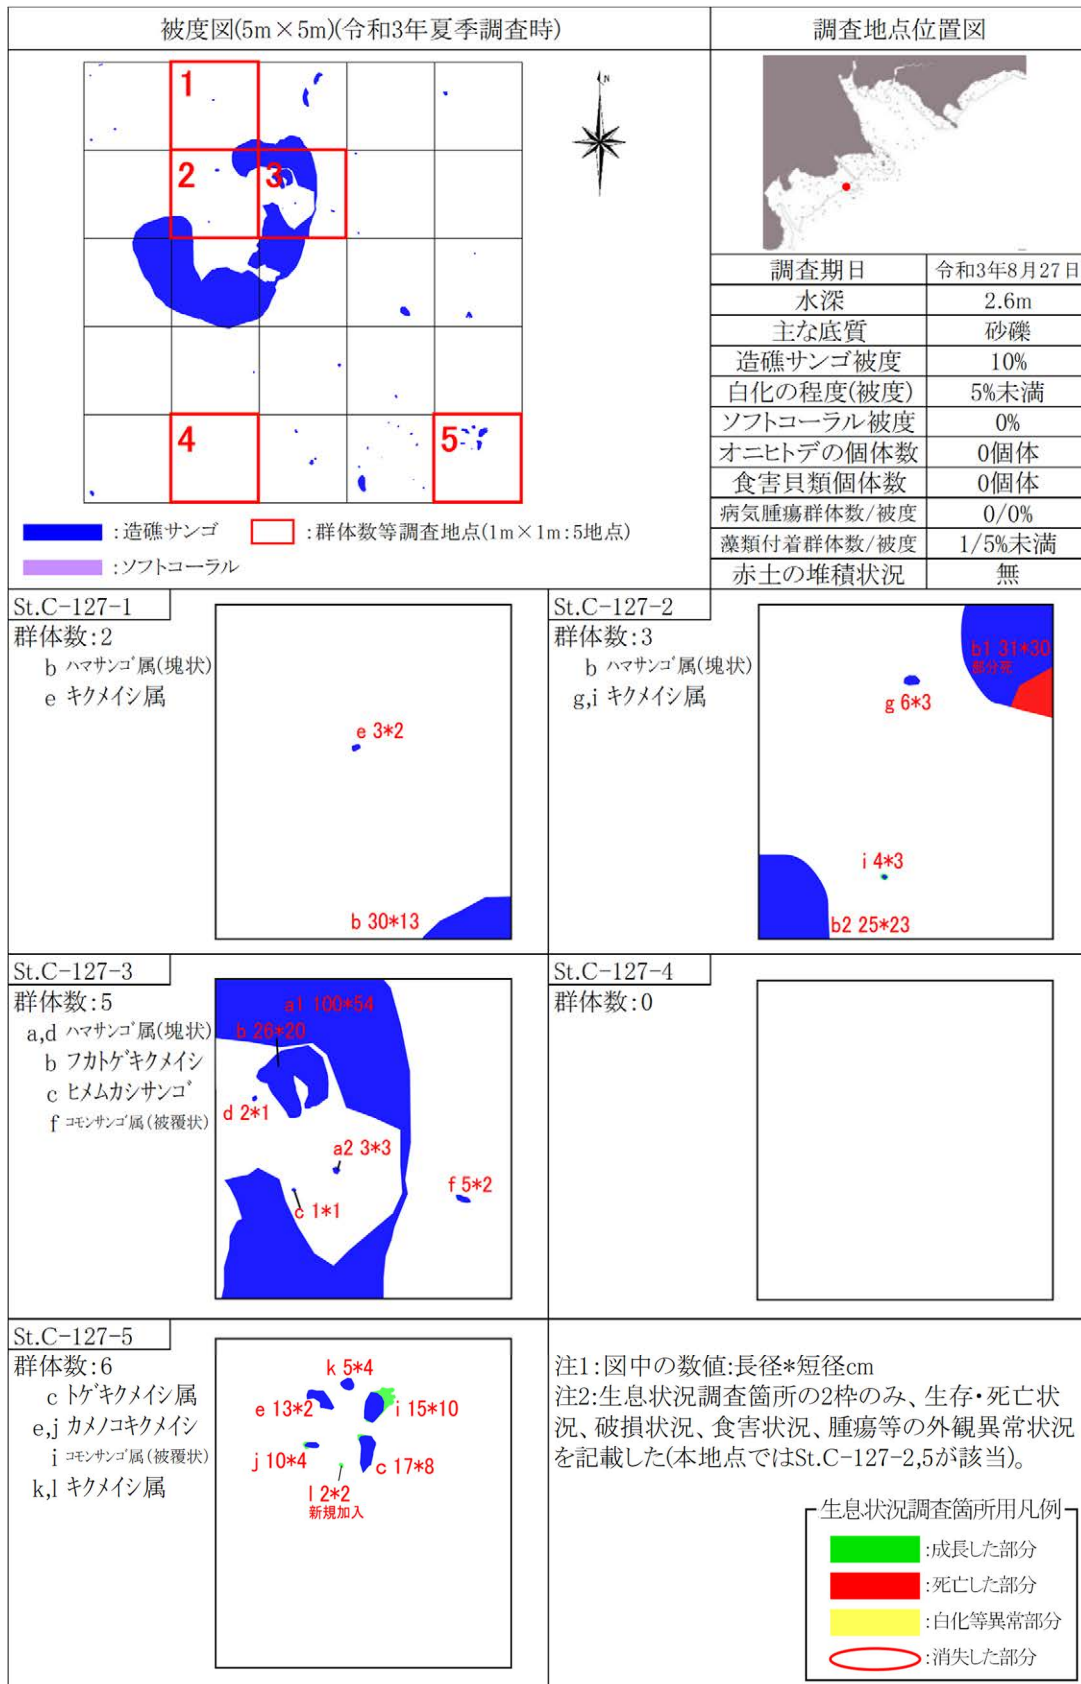 被度図(5m×5m)(令和3年夏季調査時)
調査地点位置図
N
1
2
3
4
5
:造礁サンゴ
:群体数等調査地点(1m×1m:5地点)
:ソフトコーラル
調査期日 令和3年8月27日
水深 2.6m
主な底質 砂礫
造礁サンゴ被度 10%
白化の程度(被度) 5%未満
ソフトコーラル被度 0%
オニヒトデの個体数 0個体
食害貝類個体数 0個体
病気腫瘍群体数/被度 0/0%
藻類付着群体数/被度 1/5%未満
赤土の堆積状況 無
St.C-127-1
群体数:2
b ハマサンゴ属(塊状)
e キクメイシ属
e 3*2
b 30*13
St.C-127-2
群体数:3
b ハマサンゴ属(塊状)
g,i キクメイシ属
b1 31*30
部分死
g 6*3
i 4*3
b2 25*23
St.C-127-3
群体数:5
a,d ハマサンゴ属(塊状)
b フカトゲキクメイシ
c ヒメムカシサンゴ
f コモンサンゴ属(被覆状)
a1 100*54
b 26*20
d 2*1
a2 3*3
f 5*2
c 1*1
St.C-127-4
群体数:0
St.C-127-5
群体数:6
c トゲキクメイシ属
e,j カメノコキクメイシ
i コモンサンゴ属(被覆状)
k,l キクメイシ属
k 5*4
e 13*2
i 15*10
j 10*4
c 17*8
l 2*2
新規加入
注1:図中の数値:長径*短径cm
注2:生息状況調査箇所の2枠のみ、生存・死亡状
況、破損状況、食害状況、腫瘍等の外観異常状況
を記載した(本地点ではSt.C-127-2,5が該当)。
生息状況調査箇所用凡例
:成長した部分
:死亡した部分
:白化等異常部分
:消失した部分